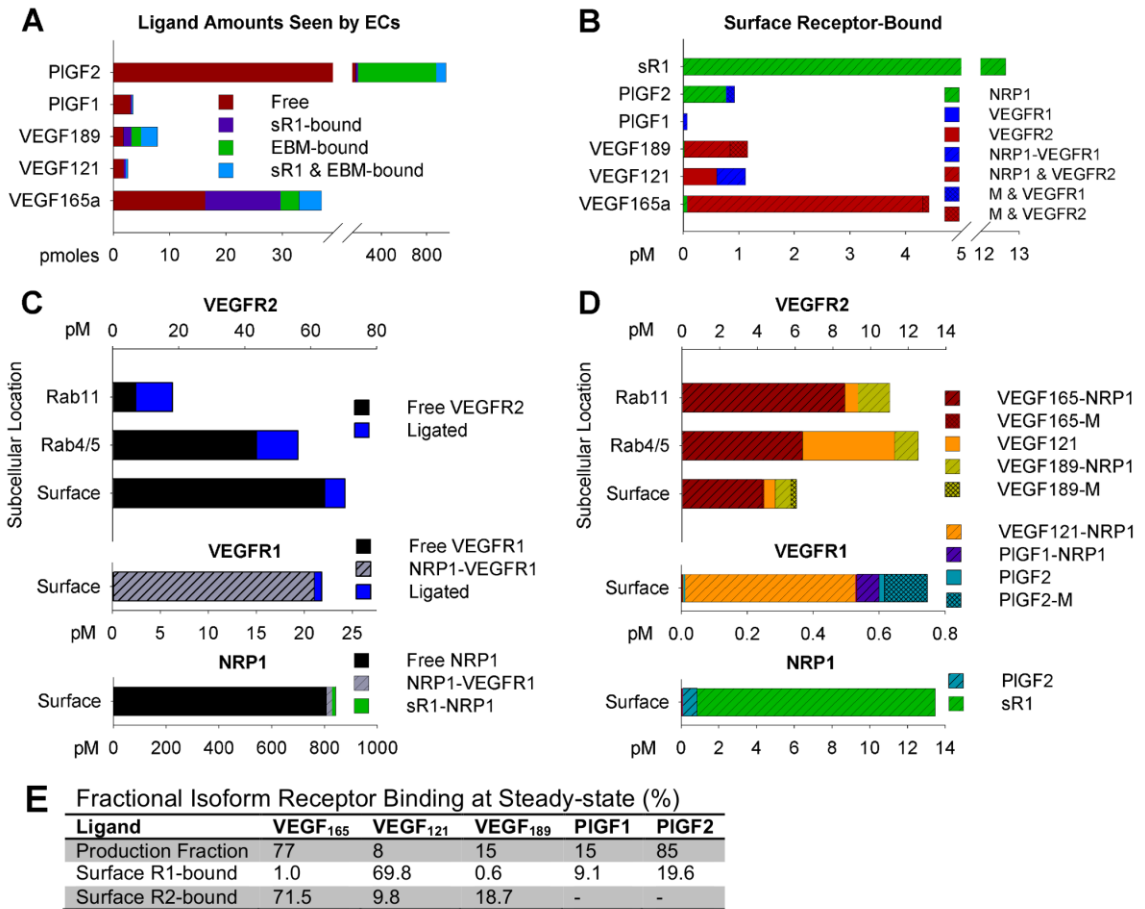 A
Ligand Amounts Seen by ECs
PlGF2
PlGF1
VEGF189
VEGF121
VEGF165a
Free
sR1-bound
EBM-bound
sR1 & EBM-bound
pmoles
0 10 20 30 400 800
B
Surface Receptor-Bound
sR1
PlGF2
PlGF1
VEGF189
VEGF121
VEGF165a
NRP1
VEGFR1
VEGFR2
NRP1-VEGFR1
NRP1 & VEGFR2
M & VEGFR1
M & VEGFR2
pM
0 1 2 3 4 5 12 13
C
VEGFR2
pM
0 20 40 60 80
Subcellular Location
Rab11
Rab4/5
Surface
Free VEGFR2
Ligated
VEGFR1
Surface
Free VEGFR1
NRP1-VEGFR1
Ligated
pM
0 5 10 15 20 25
NRP1
Surface
Free NRP1
NRP1-VEGFR1
sR1-NRP1
pM
0 200 400 600 800 1000
D
VEGFR2
pM
0 2 4 6 8 10 12 14
Subcellular Location
Rab11
Rab4/5
Surface
VEGF165-NRP1
VEGF165-M
VEGF121
VEGF189-NRP1
VEGF189-M
VEGFR1
Surface
VEGF121-NRP1
PlGF1-NRP1
PlGF2
PlGF2-M
pM
0.0 0.2 0.4 0.6 0.8
NRP1
Surface
PlGF2
sR1
pM
0 2 4 6 8 10 12 14
E
Fractional Isoform Receptor Binding at Steady-state (%)
Ligand VEGF₁₆₅ VEGF₁₂₁ VEGF₁₈₉ PlGF1 PlGF2
Production Fraction 77 8 15 15 85
Surface R1-bound 1.0 69.8 0.6 9.1 19.6
Surface R2-bound 71.5 9.8 18.7 - -